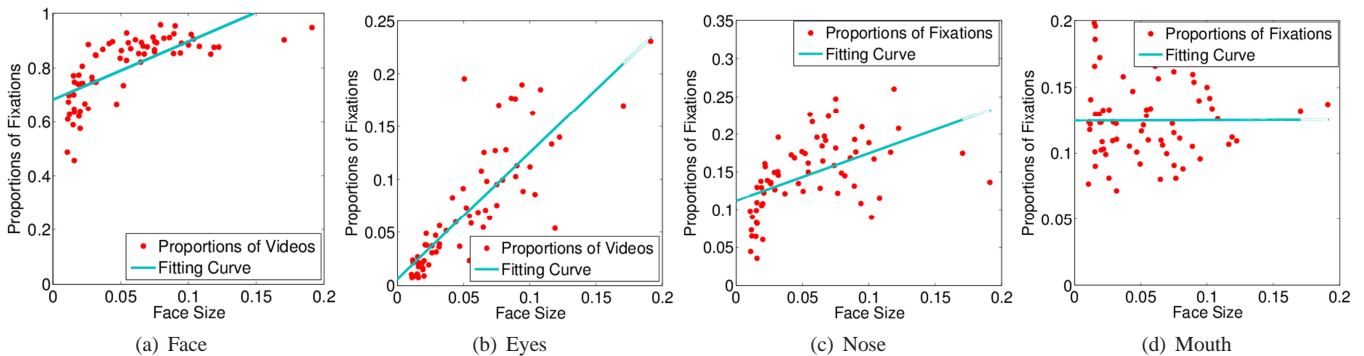 Proportions of Fixations
1
0.8
0.6
0.4
0.2
0
0
0.05
0.1
0.15
0.2
Face Size
Proportions of Videos
Fitting Curve
(a) Face
Proportions of Fixations
0.25
0.2
0.15
0.1
0.05
0
0
0.05
0.1
0.15
0.2
Face Size
Proportions of Videos
Fitting Curve
(b) Eyes
Proportions of Fixations
0.35
0.3
0.25
0.2
0.15
0.1
0.05
0
0
0.05
0.1
0.15
0.2
Face Size
Proportions of Fixations
Fitting Curve
(c) Nose
Proportions of Fixations
0.2
0.15
0.1
0.05
0
0
0.05
0.1
0.15
0.2
Face Size
Proportions of Fixations
Fitting Curve
(d) Mouth